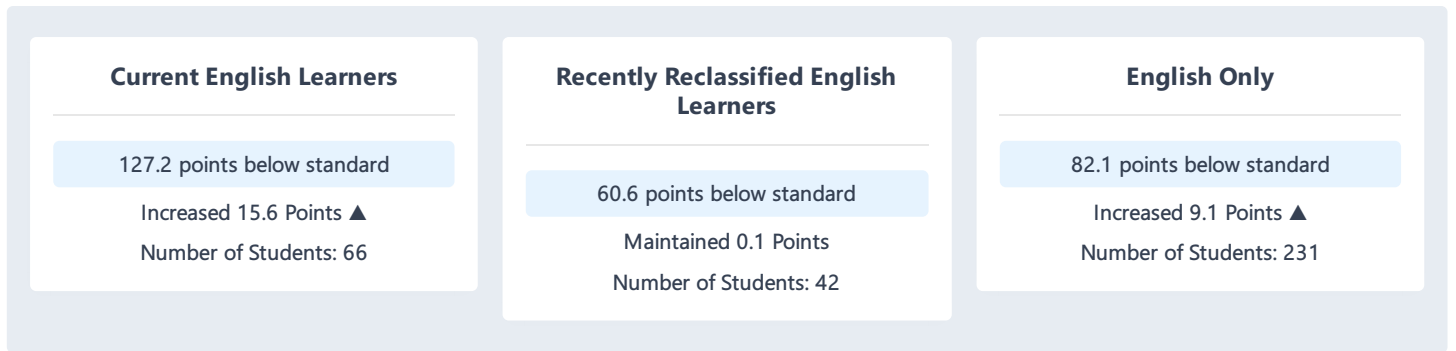 Current English Learners
127.2 points below standard
Increased 15.6 Points ▲
Number of Students: 66
Recently Reclassified English
Learners
60.6 points below standard
Maintained 0.1 Points
Number of Students: 42
English Only
82.1 points below standard
Increased 9.1 Points ▲
Number of Students: 231